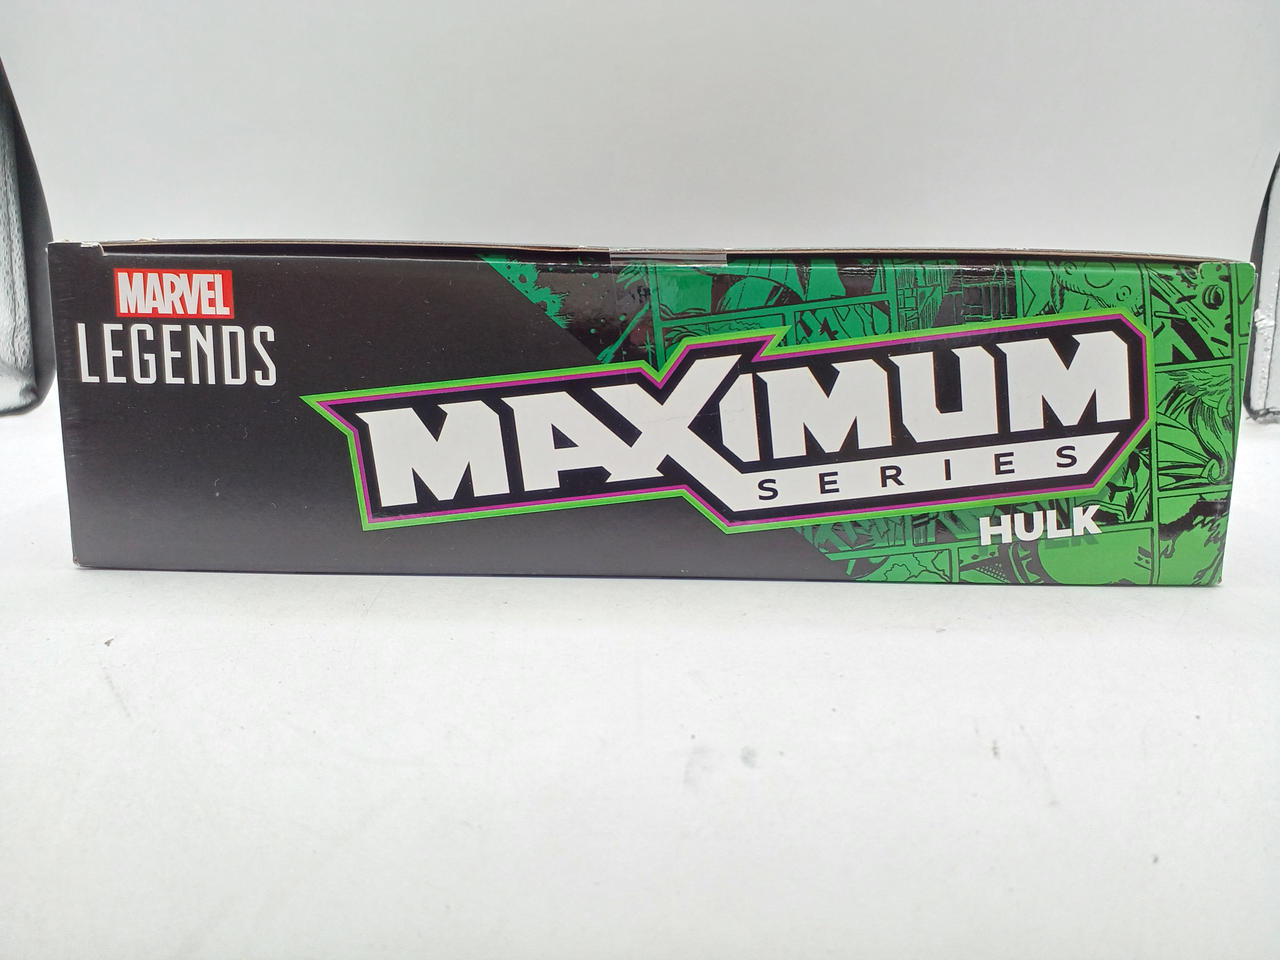 MARVEL
LEGENDS
MAXIMUM
SERIES
HULK